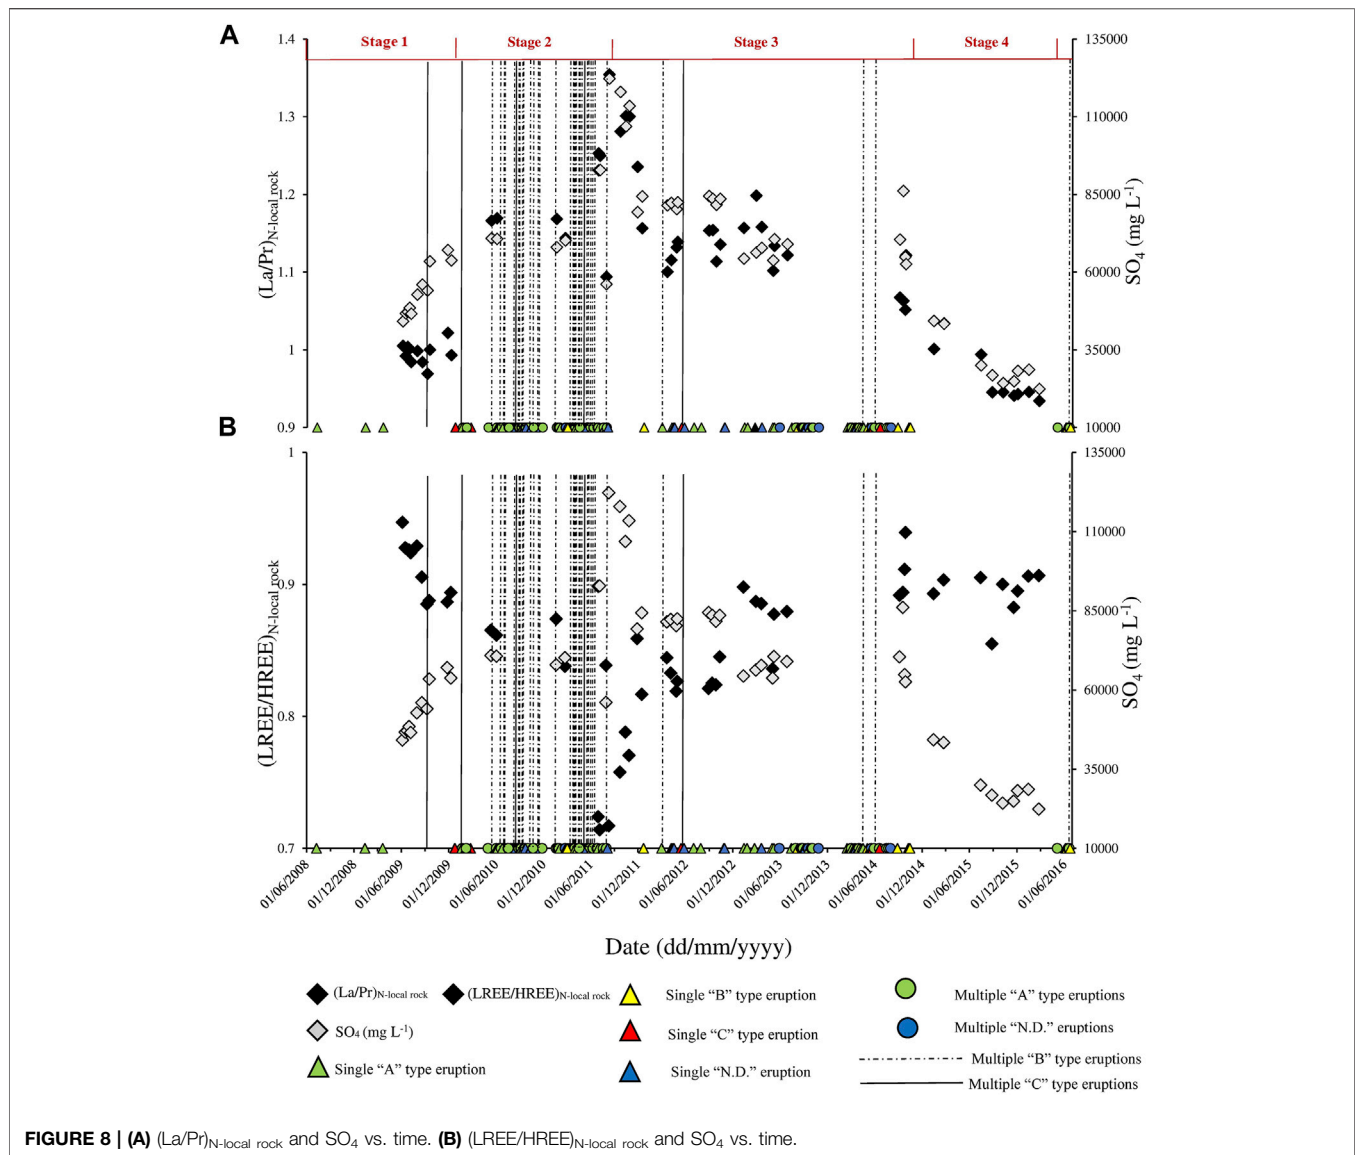 A
Stage 1 Stage 2 Stage 3 Stage 4
1.4
1.3
1.2
1.1
1
0.9
(La/Pr)N-local rock
135000
110000
85000
60000
35000
10000
SO4 (mg L-1)
B
1
0.9
0.8
0.7
(LREE/HREE)N-local rock
135000
110000
85000
60000
35000
10000
SO4 (mg L-1)
01/06/2008 01/12/2008 01/06/2009 01/12/2009 01/06/2010 01/12/2010 01/06/2011 01/12/2011 01/06/2012 01/12/2012 01/06/2013 01/12/2013 01/06/2014 01/12/2014 01/06/2015 01/12/2015 01/06/2016
Date (dd/mm/yyyy)
(La/Pr)N-local rock (LREE/HREE)N-local rock Single “B” type eruption Multiple “A” type eruptions
SO4 (mg L-1) Single “C” type eruption Multiple “N.D.” eruptions
Single “A” type eruption Single “N.D.” eruption Multiple “B” type eruptions
Multiple “C” type eruptions
FIGURE 8 | (A) (La/Pr)N-local rock and SO4 vs. time. (B) (LREE/HREE)N-local rock and SO4 vs. time.